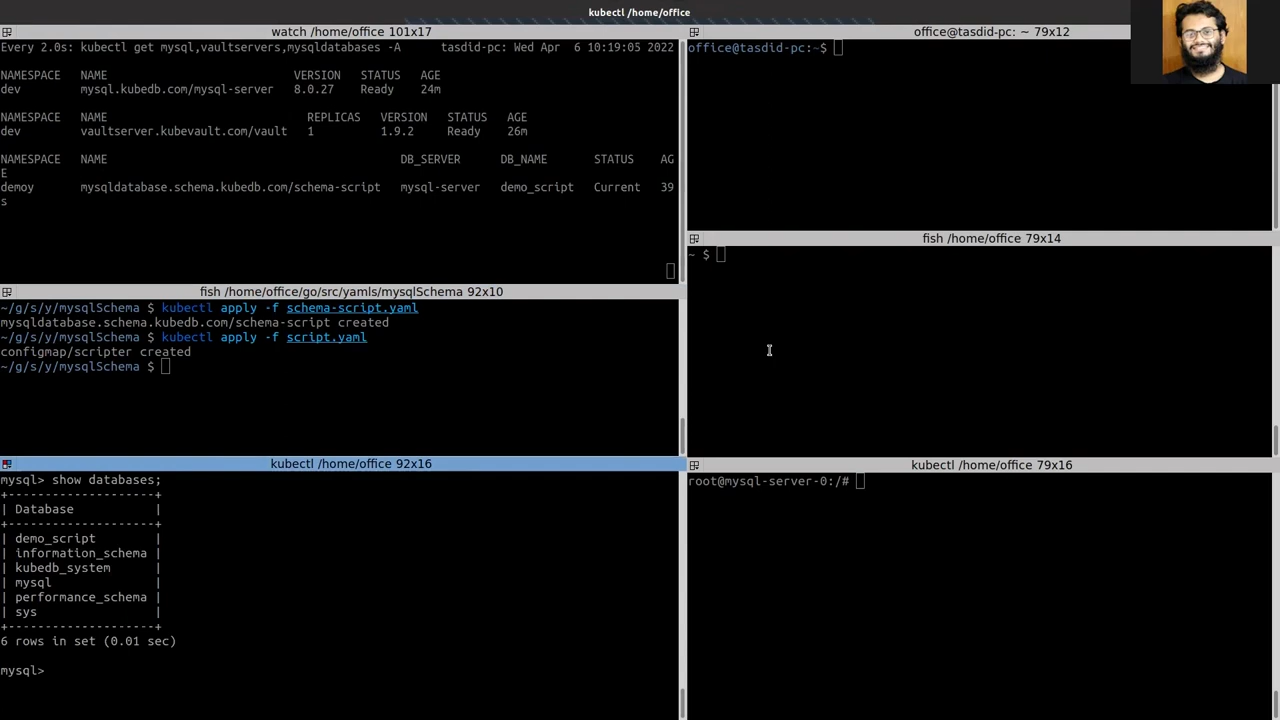 kubectl /home/office
watch /home/office 101x17
Every 2.0s: kubectl get mysql,vaultservers,mysqldatabases -A tasdid-pc: Wed Apr 6 10:19:05 2022
NAMESPACE NAME VERSION STATUS AGE
dev mysql.kubedb.com/mysql-server 8.0.27 Ready 24m
NAMESPACE NAME REPLICAS VERSION STATUS AGE
dev vaultserver.kubevault.com/vault 1 1.9.2 Ready 26m
NAMESPACE NAME DB_SERVER DB_NAME STATUS AG
E
demoy mysqldatabase.schema.kubedb.com/schema-script mysql-server demo_script Current 39
s
fish /home/office/go/src/yamls/mysqlSchema 92x10
~/g/s/y/mysqlSchema $ kubectl apply -f schema-script.yaml
mysqldatabase.schema.kubedb.com/schema-script created
~/g/s/y/mysqlSchema $ kubectl apply -f script.yaml
configmap/scripter created
~/g/s/y/mysqlSchema $
kubectl /home/office 92x16
mysql> show databases;
+--------------------+
| Database |
+--------------------+
| demo_script |
| information_schema |
| kubedb_system |
| mysql |
| performance_schema |
| sys |
+--------------------+
6 rows in set (0.01 sec)
mysql>
office@tasdid-pc: ~ 79x12
office@tasdid-pc:~$
fish /home/office 79x14
~ $
kubectl /home/office 79x16
root@mysql-server-0:/#